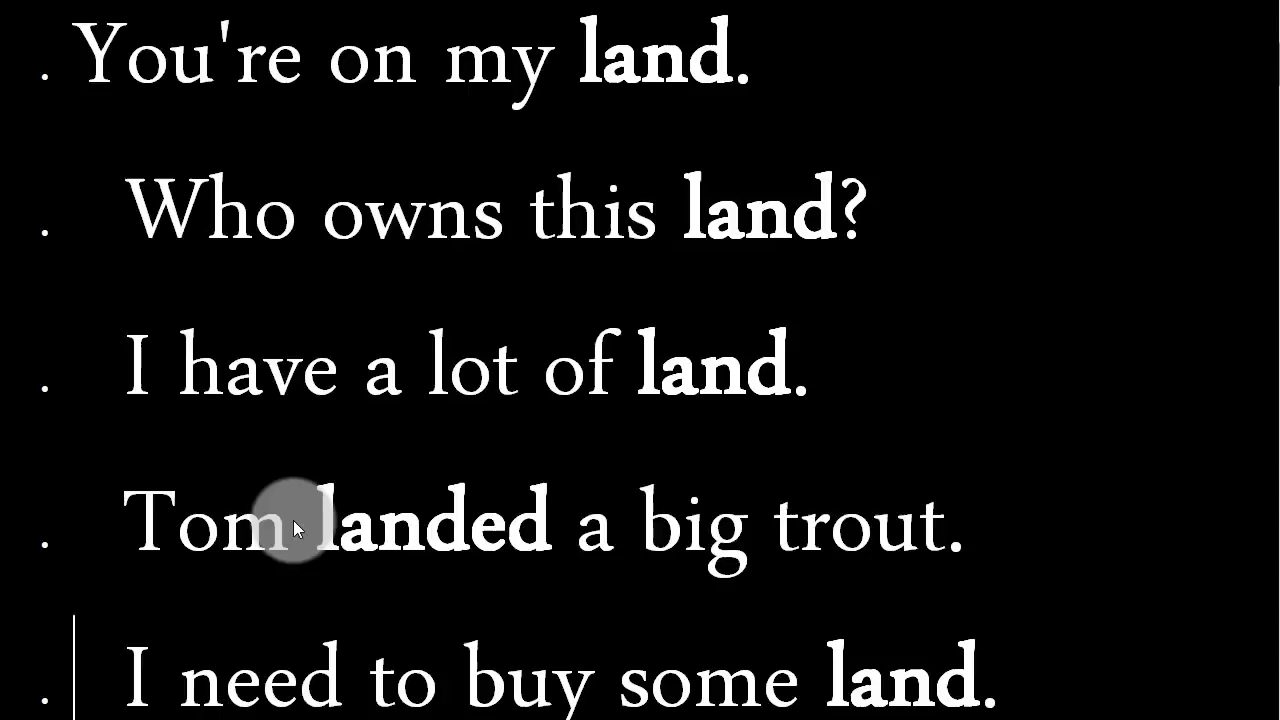 . You're on my land.
. Who owns this land?
. I have a lot of land.
. Tom landed a big trout.
. I need to buy some land.